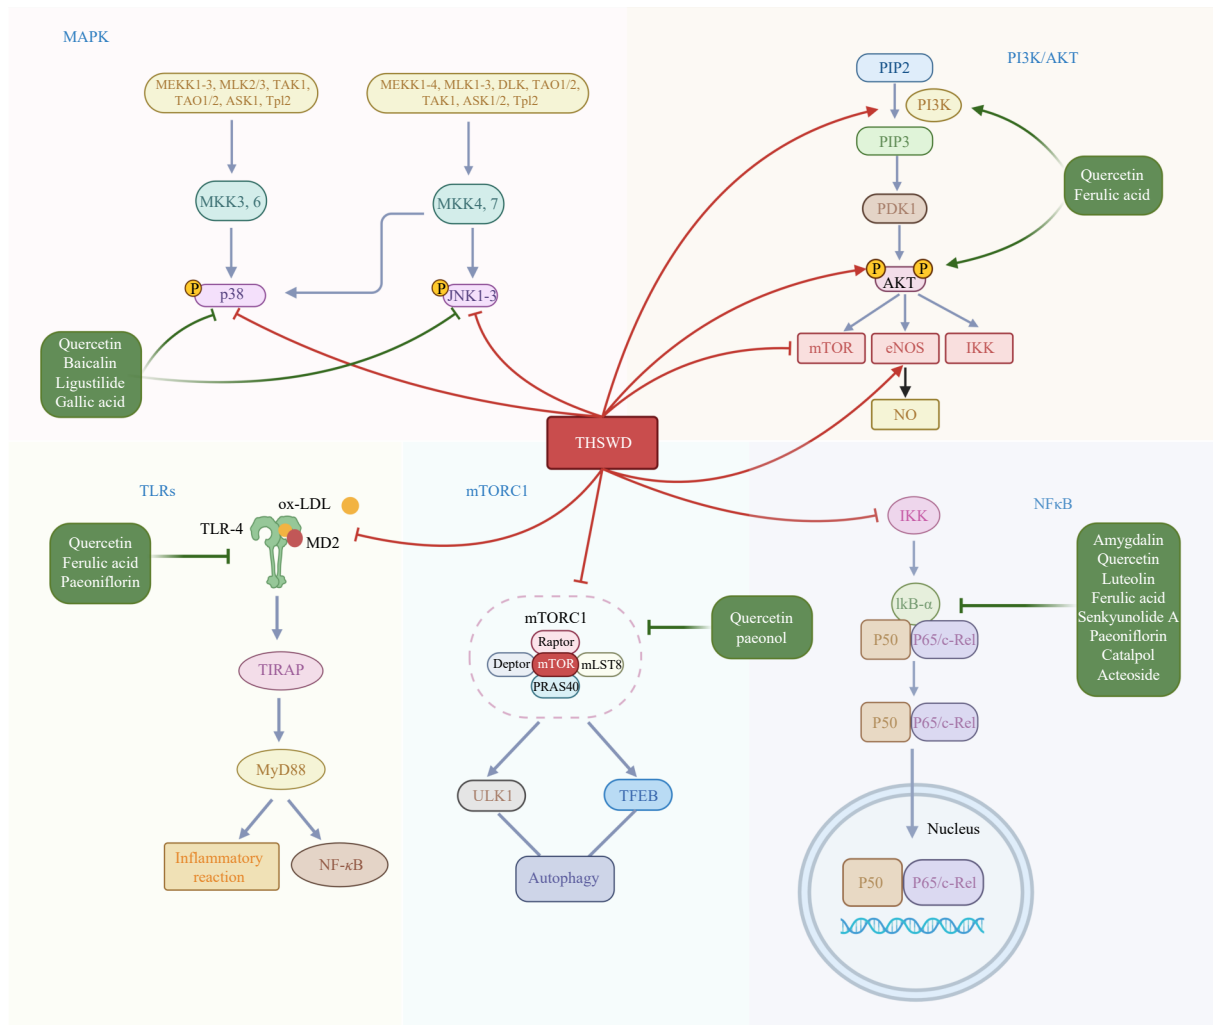 MAPK
MEKK1-3, MLK2/3, TAK1,
TAO1/2, ASK1, Tpl2
MEKK1-4, MLK1-3, DLK, TAO1/2,
TAK1, ASK1/2, Tpl2
MKK3, 6
MKK4, 7
P
p38
P
JNK1-3
Quercetin
Baicalin
Ligustilide
Gallic acid
PI3K/AKT
PIP2
PI3K
PIP3
PDK1
P
P
AKT
Quercetin
Ferulic acid
mTOR
eNOS
IKK
NO
THSWD
TLRs
ox-LDL
TLR-4
MD2
Quercetin
Ferulic acid
Paeoniflorin
TIRAP
MyD88
Inflammatory
reaction
NF-κB
mTORC1
mTORC1
Raptor
Deptor
mTOR
mLST8
PRAS40
Quercetin
paeonol
ULK1
TFEB
Autophagy
NFκB
IKK
lkB-α
P50
P65/c-Rel
Amygdalin
Quercetin
Luteolin
Ferulic acid
Senkyunolide A
Paeoniflorin
Catalpol
Acteoside
P50
P65/c-Rel
Nucleus
P50
P65/c-Rel